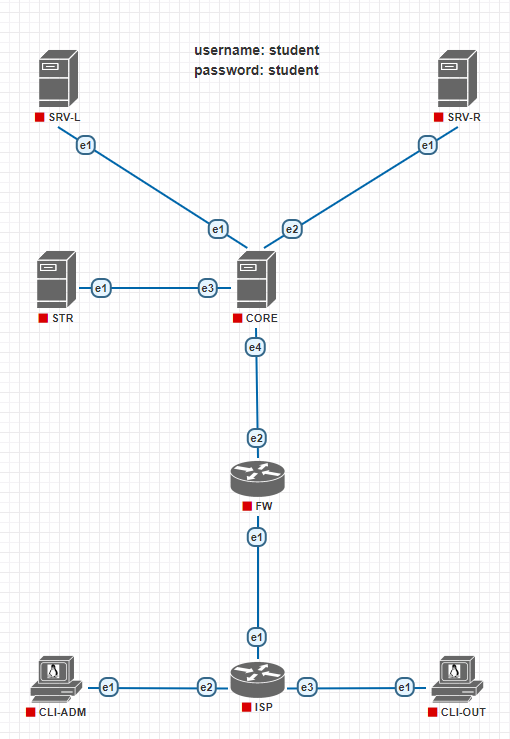 username: student
password: student
SRV-L
SRV-R
e1
e1
e1
e2
e1
e3
STR
CORE
e4
e2
FW
e1
e1
e1
e2
e3
e1
CLI-ADM
ISP
CLI-OUT